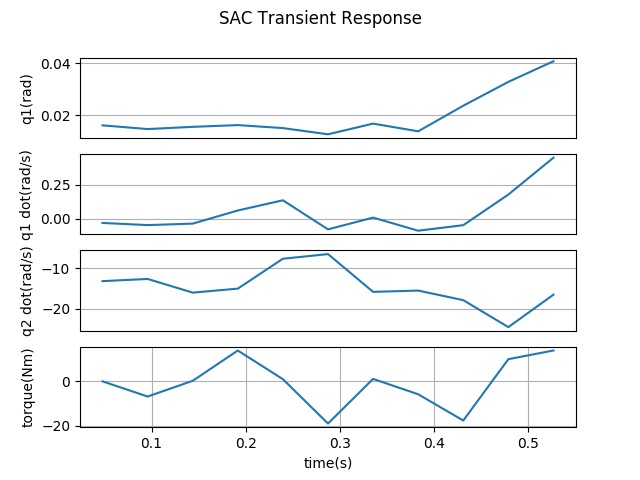 SAC Transient Response
q1(rad)
0.04
0.02
q1 dot(rad/s)
0.25
0.00
q2 dot(rad/s)
−10
−20
torque(Nm)
0
−20
0.1 0.2 0.3 0.4 0.5
time(s)